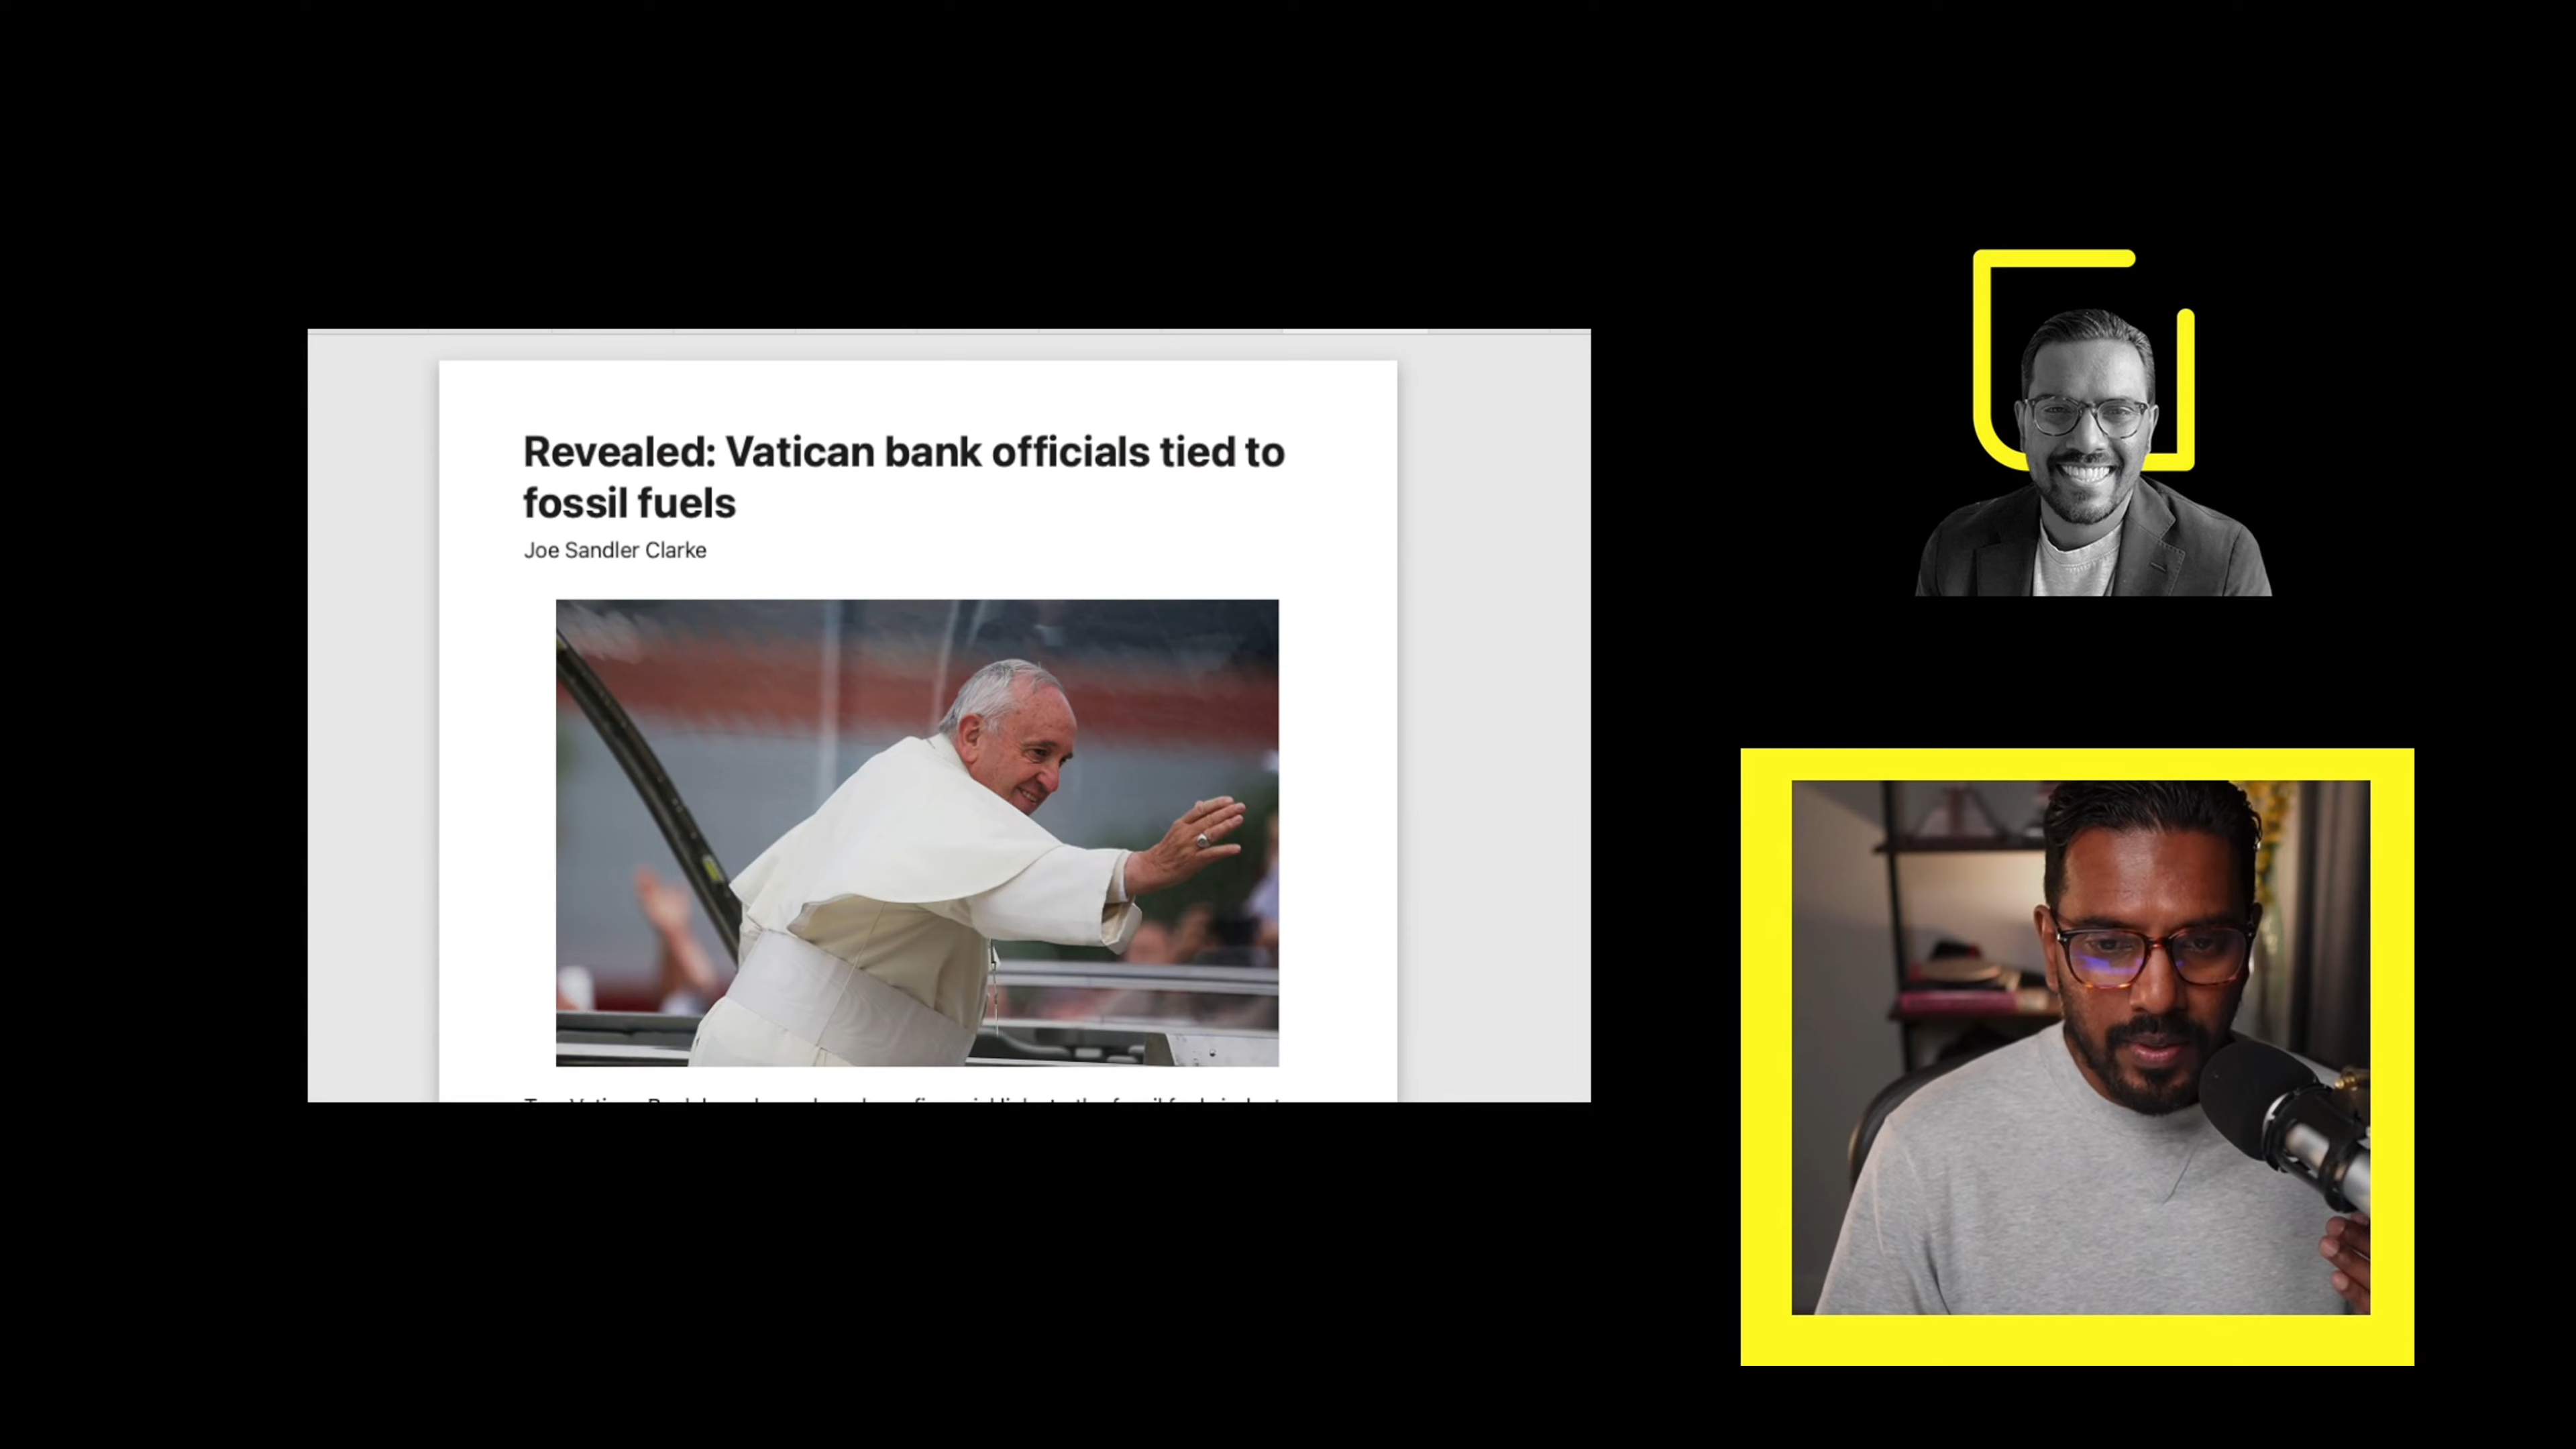 Revealed: Vatican bank officials tied to
fossil fuels
Joe Sandler Clarke